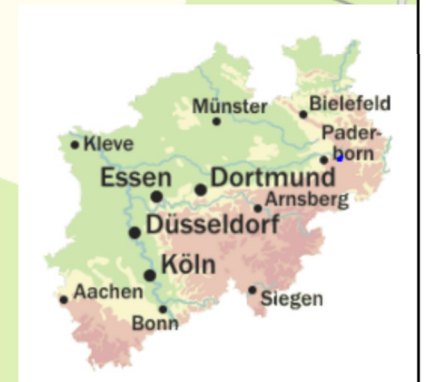 Münster
Bielefeld
Pader-
born
Kleve
Essen
Dortmund
Arnsberg
Düsseldorf
Köln
Aachen
Siegen
Bonn